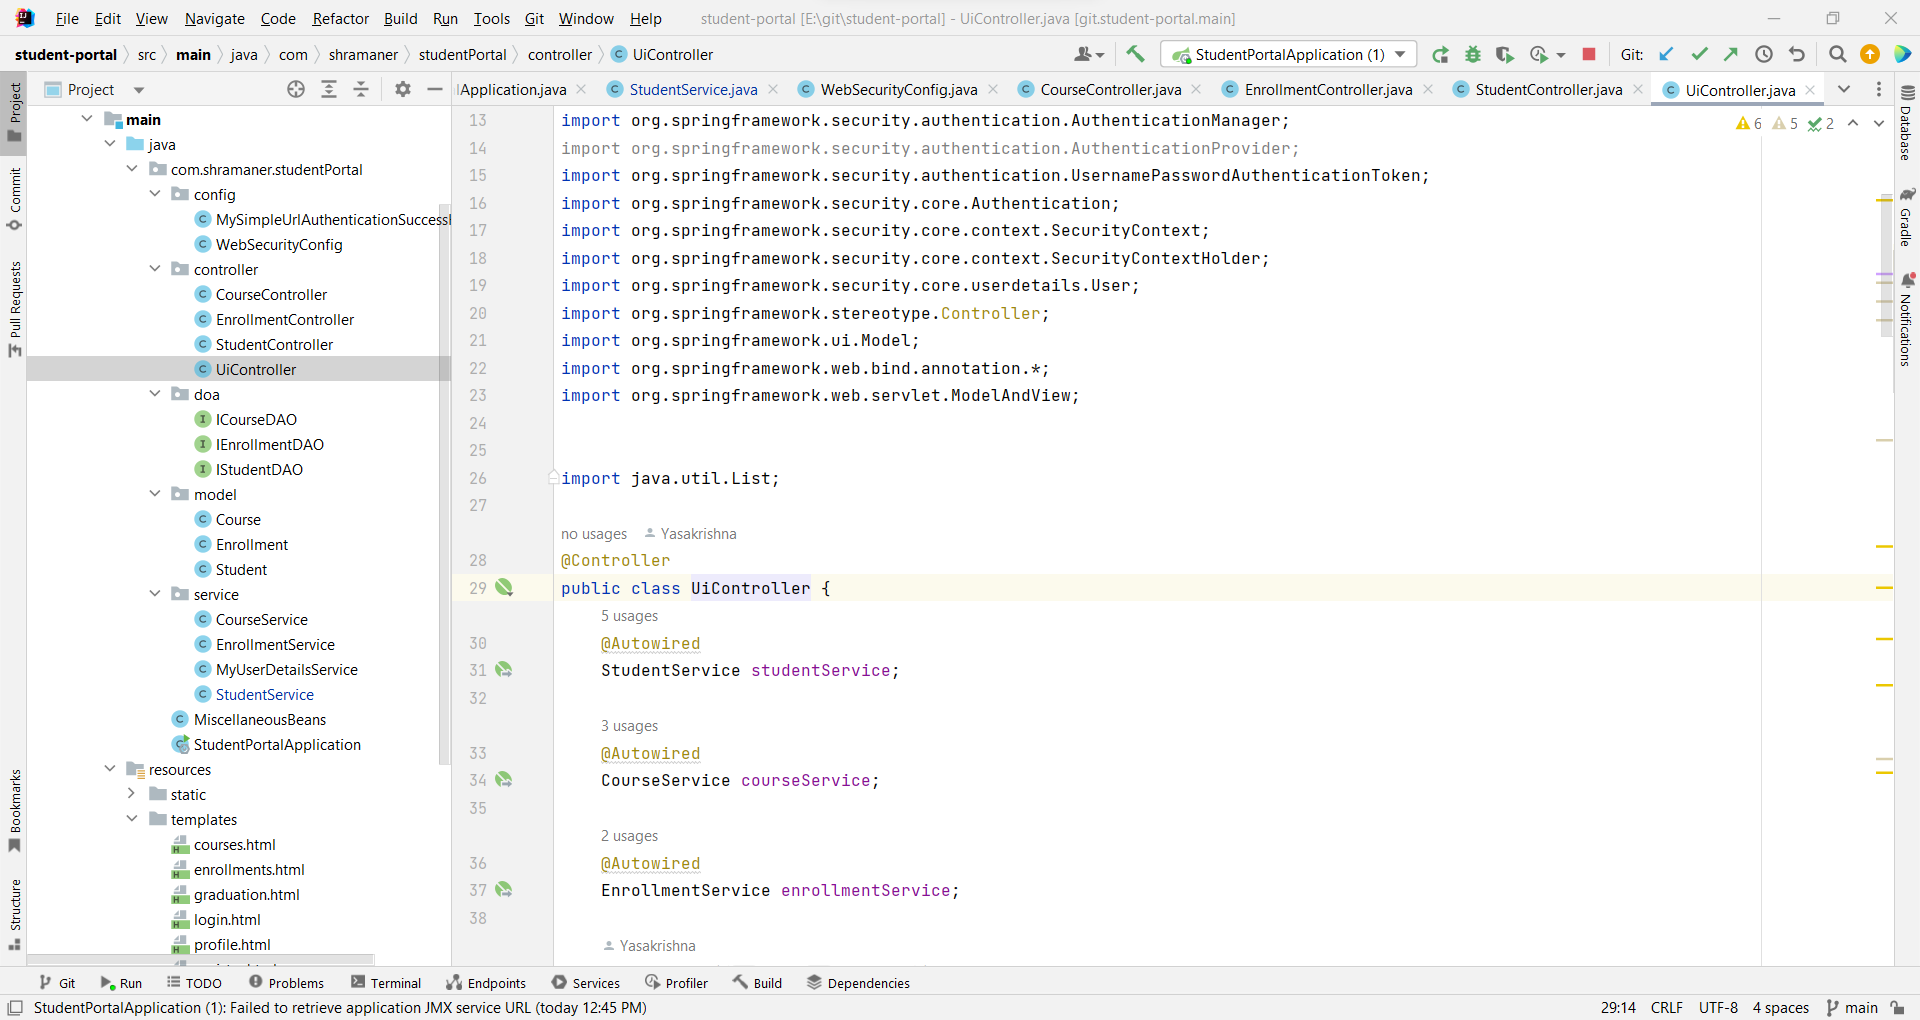 File Edit View Navigate Code Refactor Build Run Tools Git Window Help student-portal [E:\git\student-portal] - UiController.java [git.student-portal.main]
student-portal src main java com shramaner studentPortal controller UiController StudentPortalApplication (1) Git:
Project Application.java StudentService.java WebSecurityConfig.java CourseController.java EnrollmentController.java StudentController.java UiController.java
Project
Commit
Pull Requests
Bookmarks
Structure
main
java
com.shramaner.studentPortal
config
MySimpleUrlAuthenticationSuccess
WebSecurityConfig
controller
CourseController
EnrollmentController
StudentController
UiController
doa
ICourseDAO
IEnrollmentDAO
IStudentDAO
model
Course
Enrollment
Student
service
CourseService
EnrollmentService
MyUserDetailsService
StudentService
MiscellaneousBeans
StudentPortalApplication
resources
static
templates
courses.html
enrollments.html
graduation.html
login.html
profile.html
6 5 2
13 import org.springframework.security.authentication.AuthenticationManager;
14 import org.springframework.security.authentication.AuthenticationProvider;
15 import org.springframework.security.authentication.UsernamePasswordAuthenticationToken;
16 import org.springframework.security.core.Authentication;
17 import org.springframework.security.core.context.SecurityContext;
18 import org.springframework.security.core.context.SecurityContextHolder;
19 import org.springframework.security.core.userdetails.User;
20 import org.springframework.stereotype.Controller;
21 import org.springframework.ui.Model;
22 import org.springframework.web.bind.annotation.*;
23 import org.springframework.web.servlet.ModelAndView;
24
25
26 import java.util.List;
27
no usages Yasakrishna
28 @Controller
29 public class UiController {
5 usages
30 @Autowired
31 StudentService studentService;
32
3 usages
33 @Autowired
34 CourseService courseService;
35
2 usages
36 @Autowired
37 EnrollmentService enrollmentService;
38
Yasakrishna
Database
Gradle
Notifications
Git Run TODO Problems Terminal Endpoints Services Profiler Build Dependencies
StudentPortalApplication (1): Failed to retrieve application JMX service URL (today 12:45 PM) 29:14 CRLF UTF-8 4 spaces main